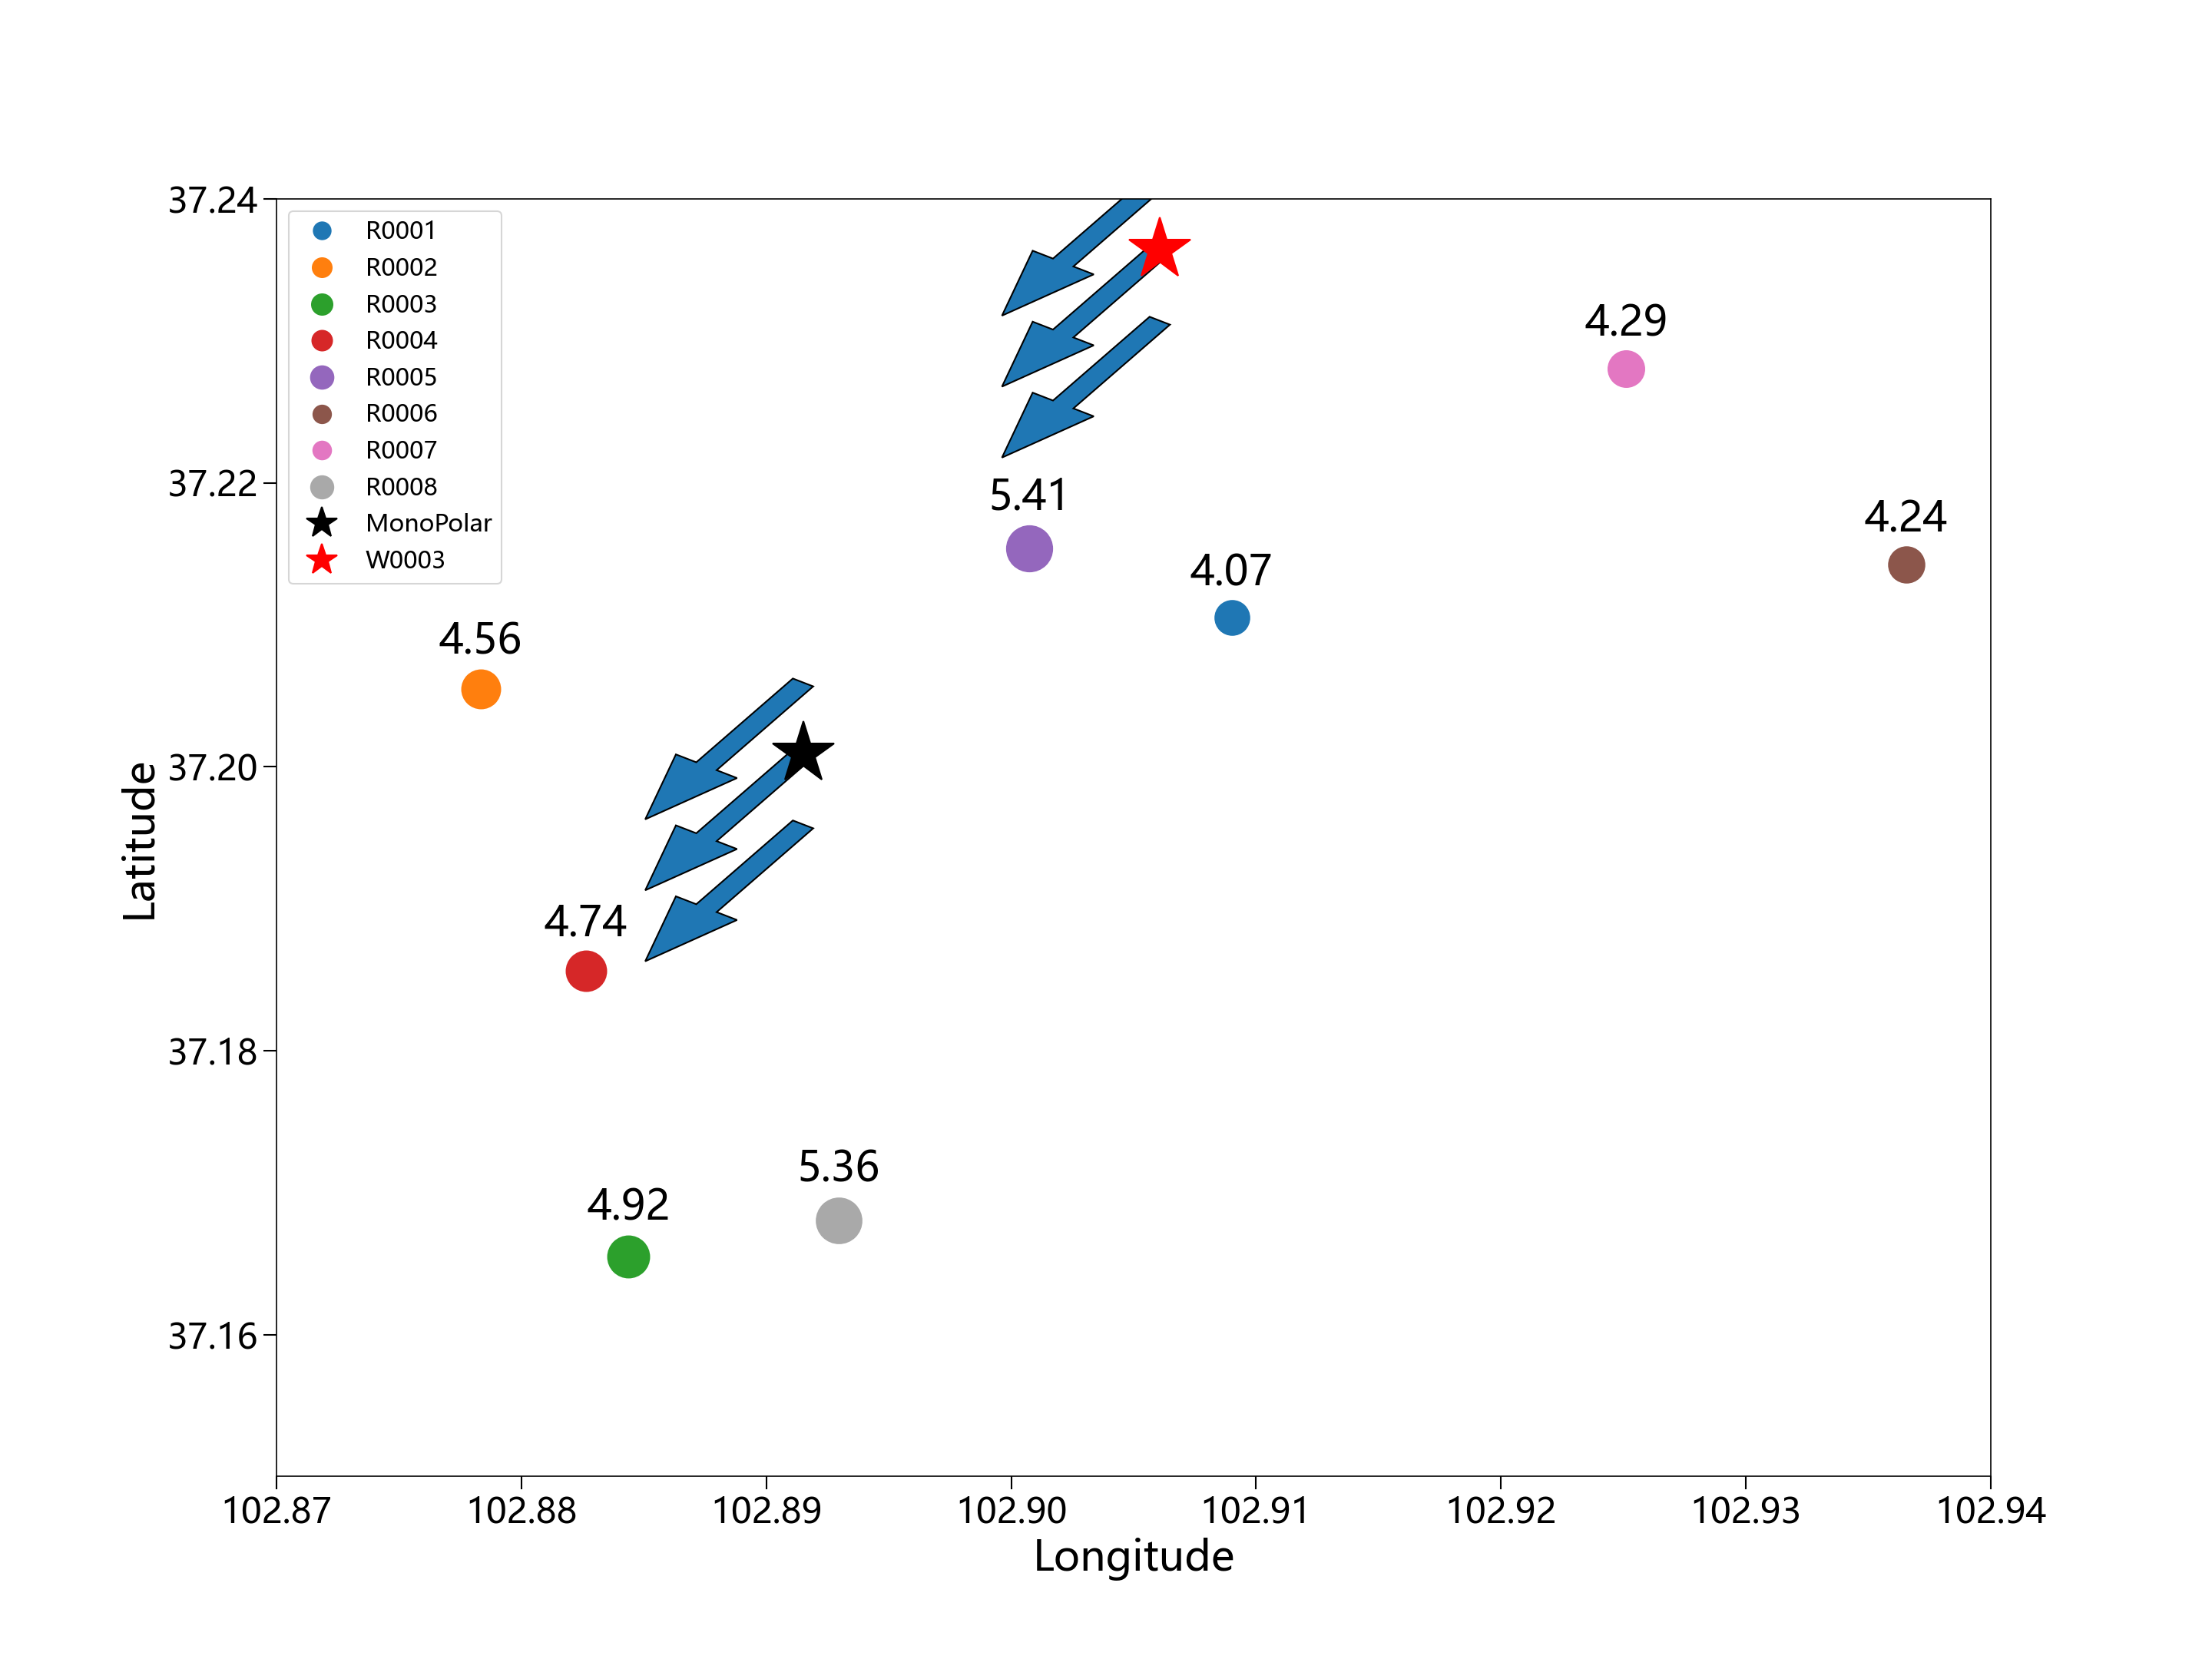 37.24
37.22
37.20
37.18
37.16
Latitude
R0001
R0002
R0003
R0004
R0005
R0006
R0007
R0008
MonoPolar
W0003
4.29
5.41
4.24
4.07
4.56
4.74
5.36
4.92
102.87 102.88 102.89 102.90 102.91 102.92 102.93 102.94
Longitude